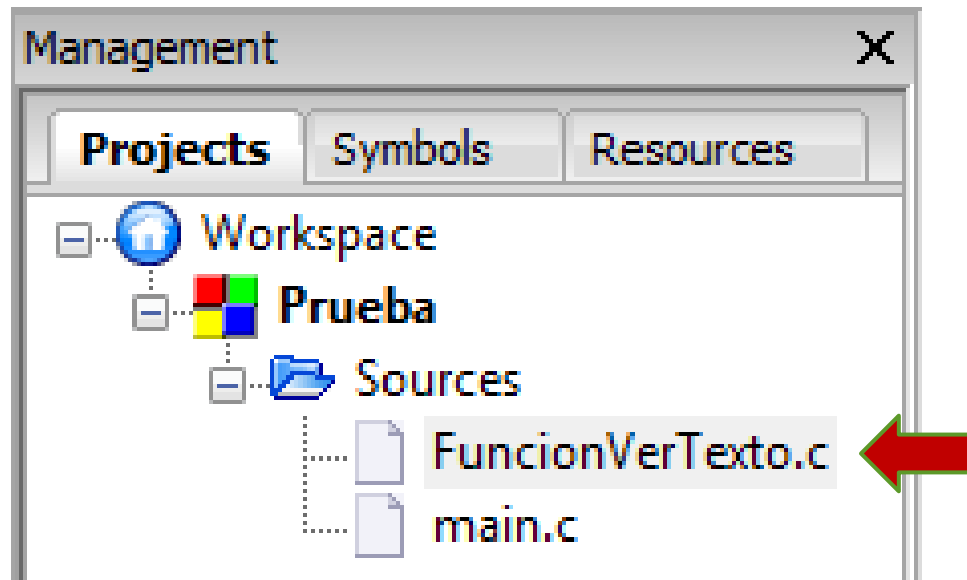 Management
Projects Symbols Resources
Workspace
Prueba
Sources
FuncionVerTexto.c
main.c